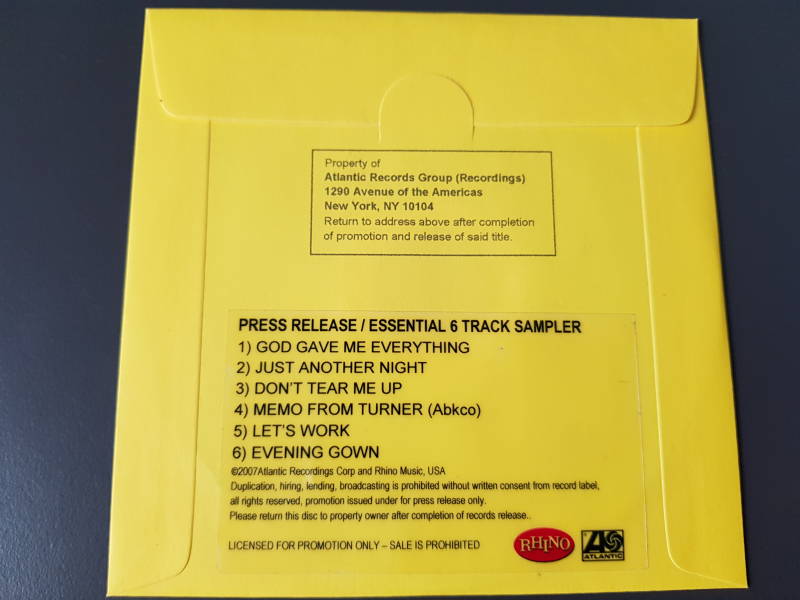 Property of
Atlantic Records Group (Recordings)
1290 Avenue of the Americas
New York, NY 10104
Return to address above after completion
of promotion and release of said title.
PRESS RELEASE / ESSENTIAL 6 TRACK SAMPLER
1) GOD GAVE ME EVERYTHING
2) JUST ANOTHER NIGHT
3) DON'T TEAR ME UP
4) MEMO FROM TURNER (Abkco)
5) LET'S WORK
6) EVENING GOWN
©2007Atlantic Recordings Corp and Rhino Music, USA
Duplication, hiring, lending, broadcasting is prohibited without written consent from record label,
all rights reserved, promotion issued under for press release only.
Please return this disc to property owner after completion of records release..
LICENSED FOR PROMOTION ONLY – SALE IS PROHIBITED
RHINO
ATLANTIC